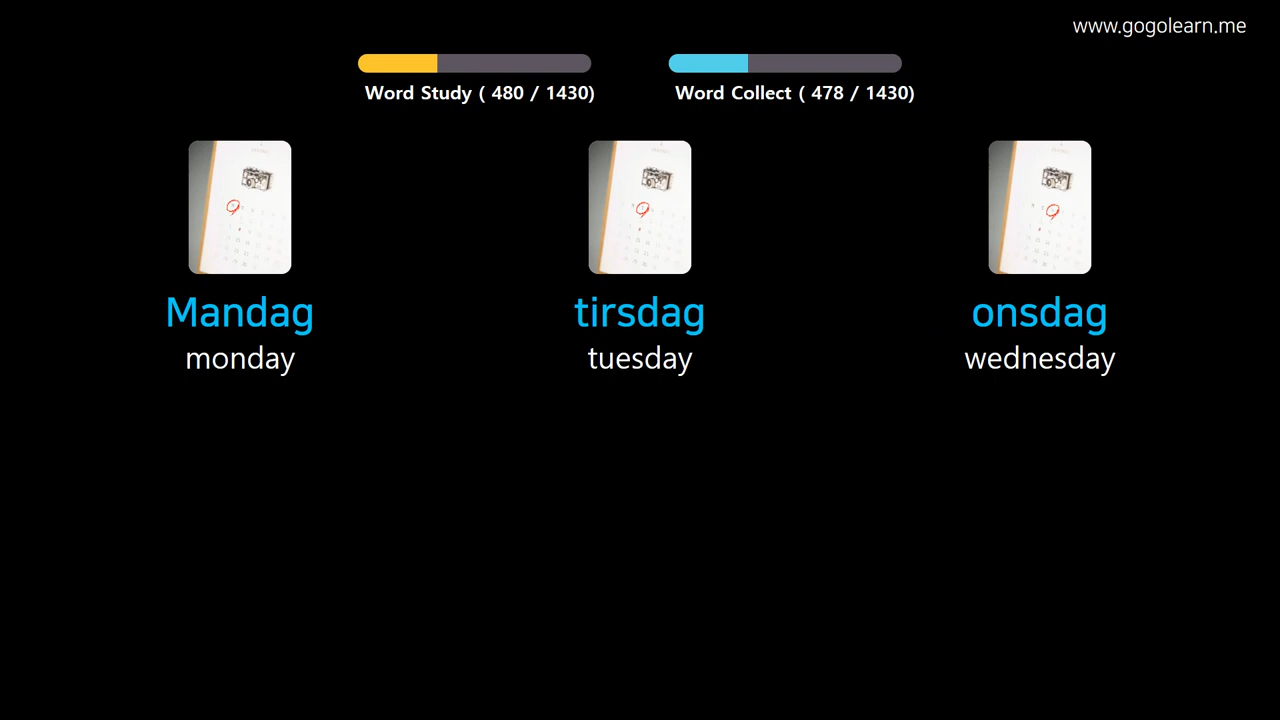 www.gogolearn.me
Word Study ( 480 / 1430)
Word Collect ( 478 / 1430)
Mandag
monday
tirsdag
tuesday
onsdag
wednesday